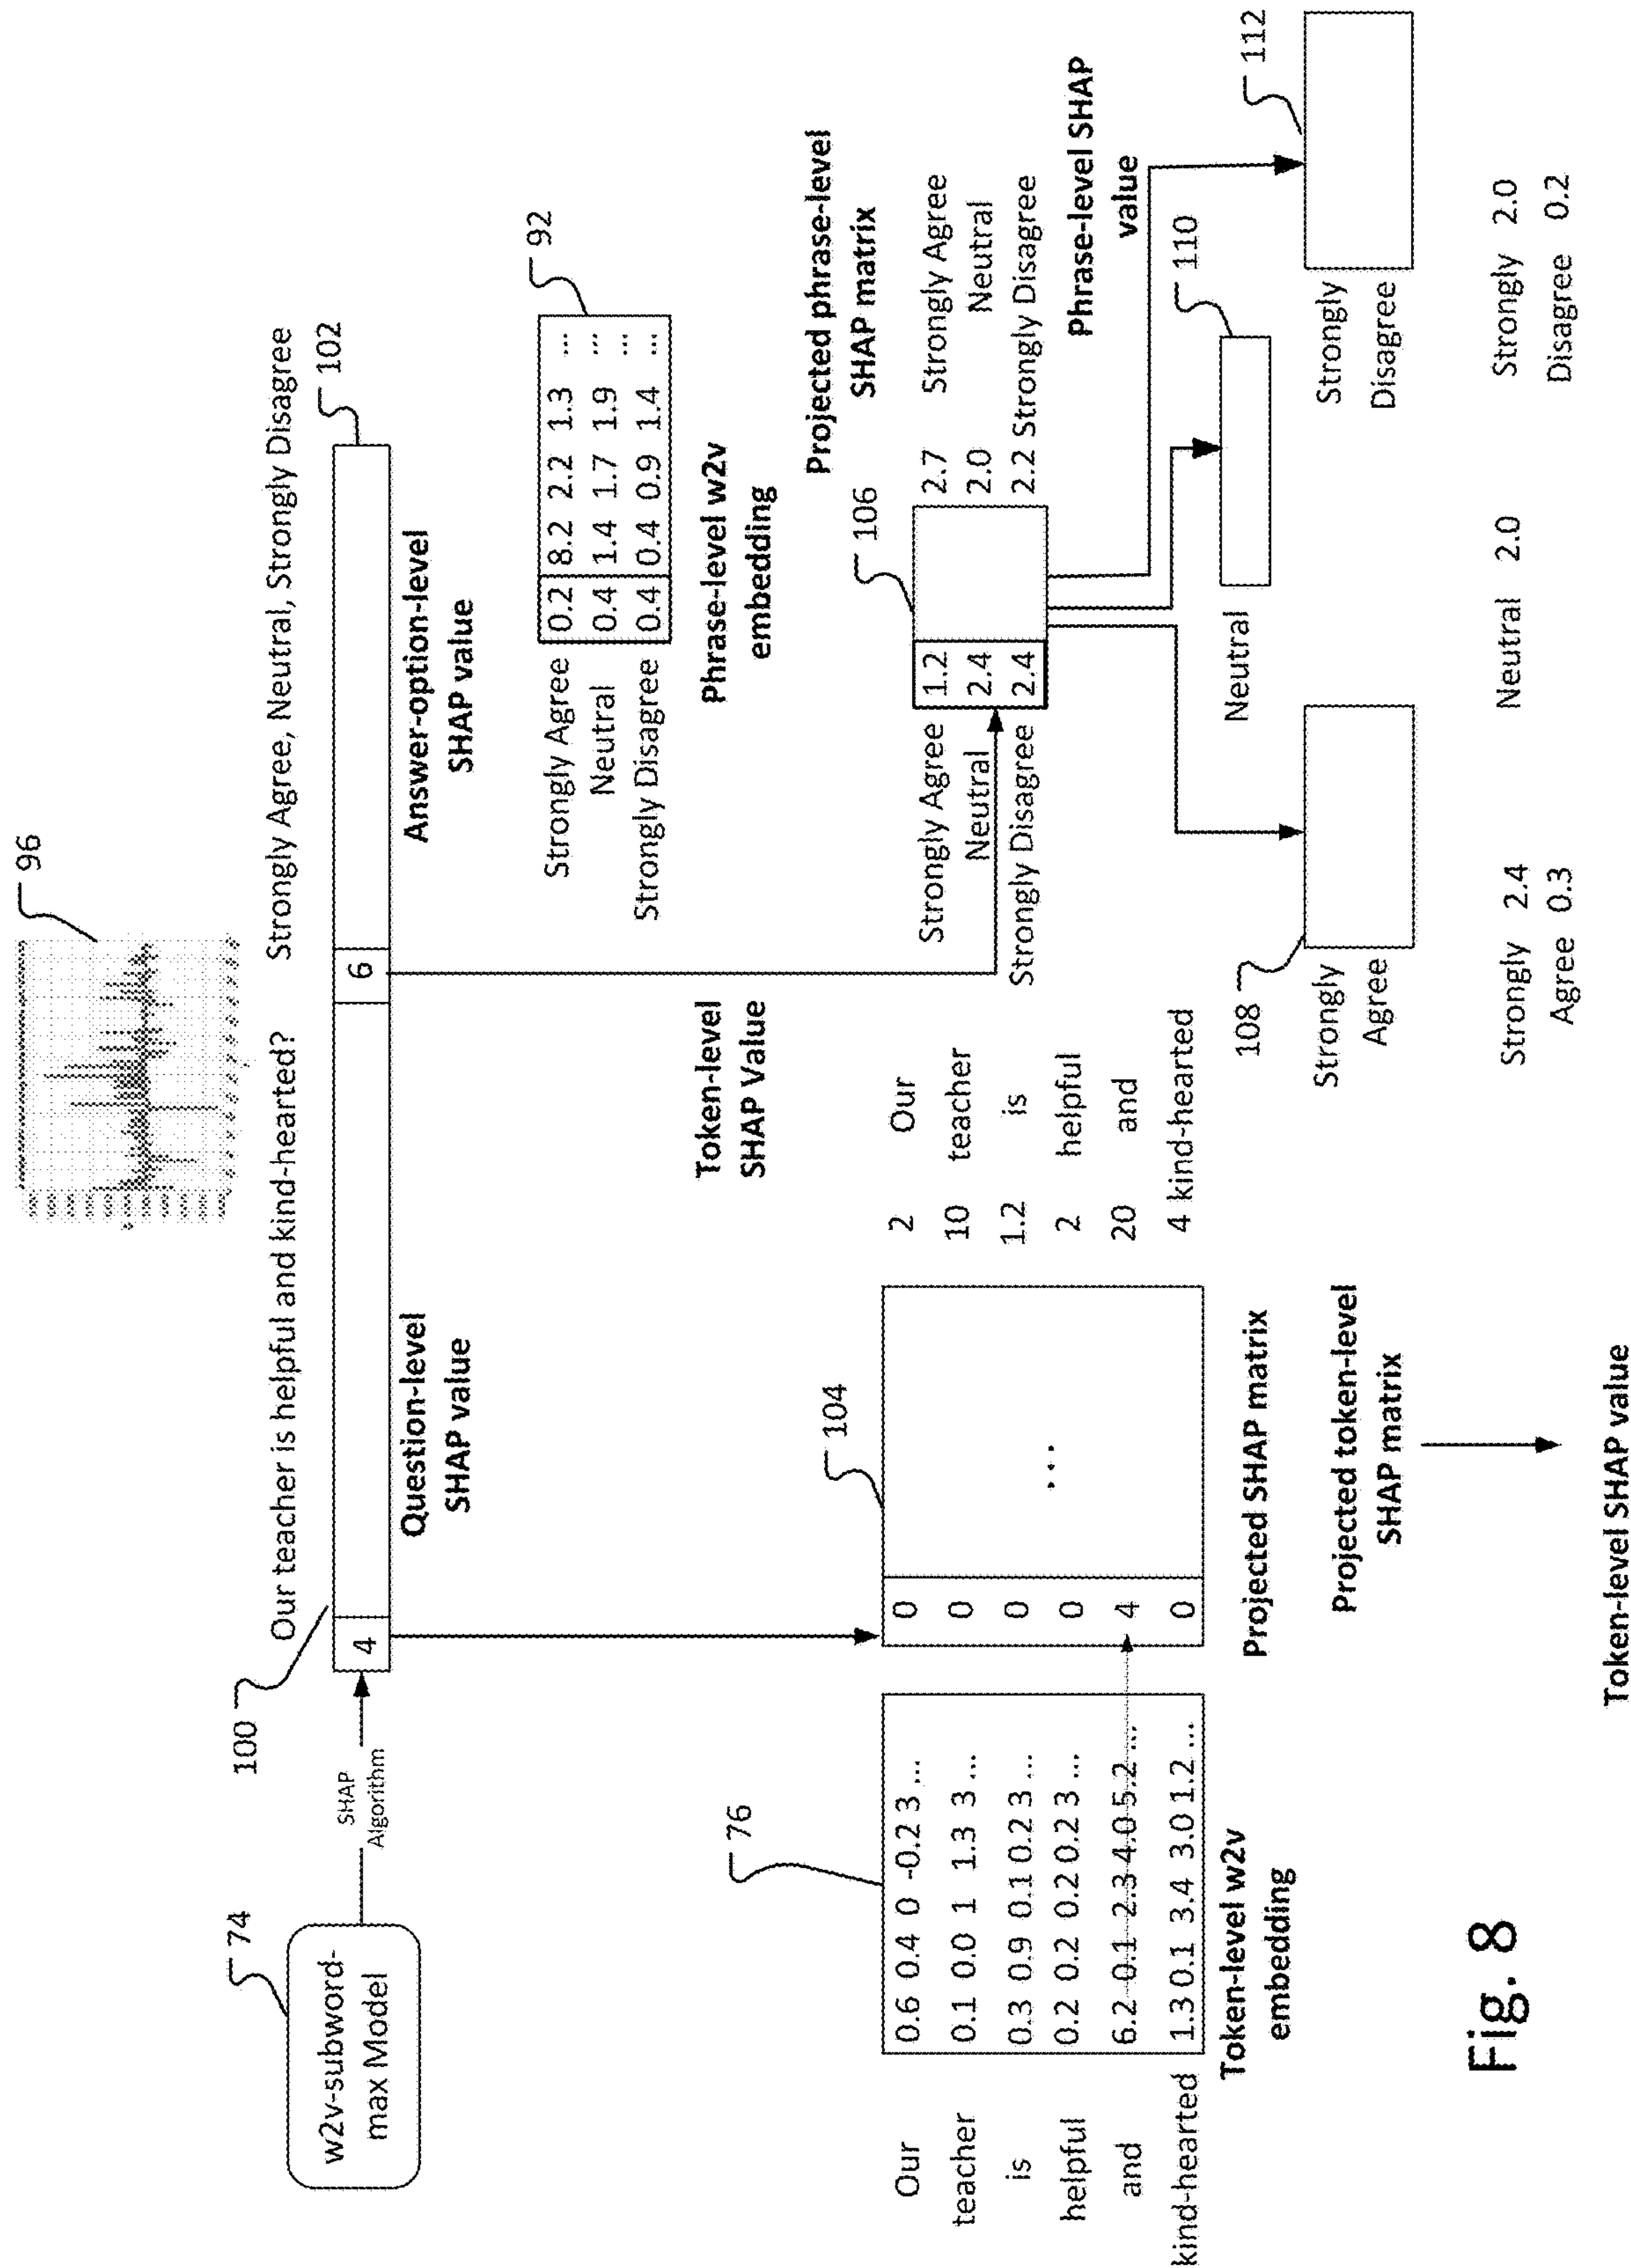 96
Our teacher is helpful and kind-hearted? Strongly Agree, Neutral, Strongly Disagree
74
w2v-subword-
max Model
SHAP
Algorithm
100
4
6
102
Question-level
SHAP value
Answer-option-level
SHAP value
92
Strongly Agree 0.2 8.2 2.2 1.3 ...
Neutral 0.4 1.4 1.7 1.9 ...
...
Strongly Disagree 0.4 0.4 0.9 1.4 ...
Phrase-level w2v
embedding
Token-level
SHAP Value
76
Our 0.6 0.4 0 -0.2 3 ...
teacher 0.1 0.0 1 1.3 3 ...
is 0.3 0.9 0.1 0.2 3 ...
helpful 0.2 0.2 0.2 0.2 3 ...
and 6.2 0.1 2.3 4.0 5.2 ...
kind-hearted 1.3 0.1 3.4 3.0 1.2 ...
Token-level w2v
embedding
104
0
0
0
0
4
0
...
Projected SHAP matrix
2 Our
10 teacher
1.2 is
2 helpful
20 and
4 kind-hearted
Projected token-level
SHAP matrix
Token-level SHAP value
Projected phrase-level
SHAP matrix
106
Strongly Agree 1.2 2.7 Strongly Agree
Neutral 2.4 2.0 Neutral
Strongly Disagree 2.4 2.2 Strongly Disagree
Phrase-level SHAP
value
108
Strongly
Agree
110
Neutral
112
Strongly
Disagree
Strongly 2.4
Agree 0.3
Neutral 2.0
Strongly 2.0
Disagree 0.2
Fig. 8